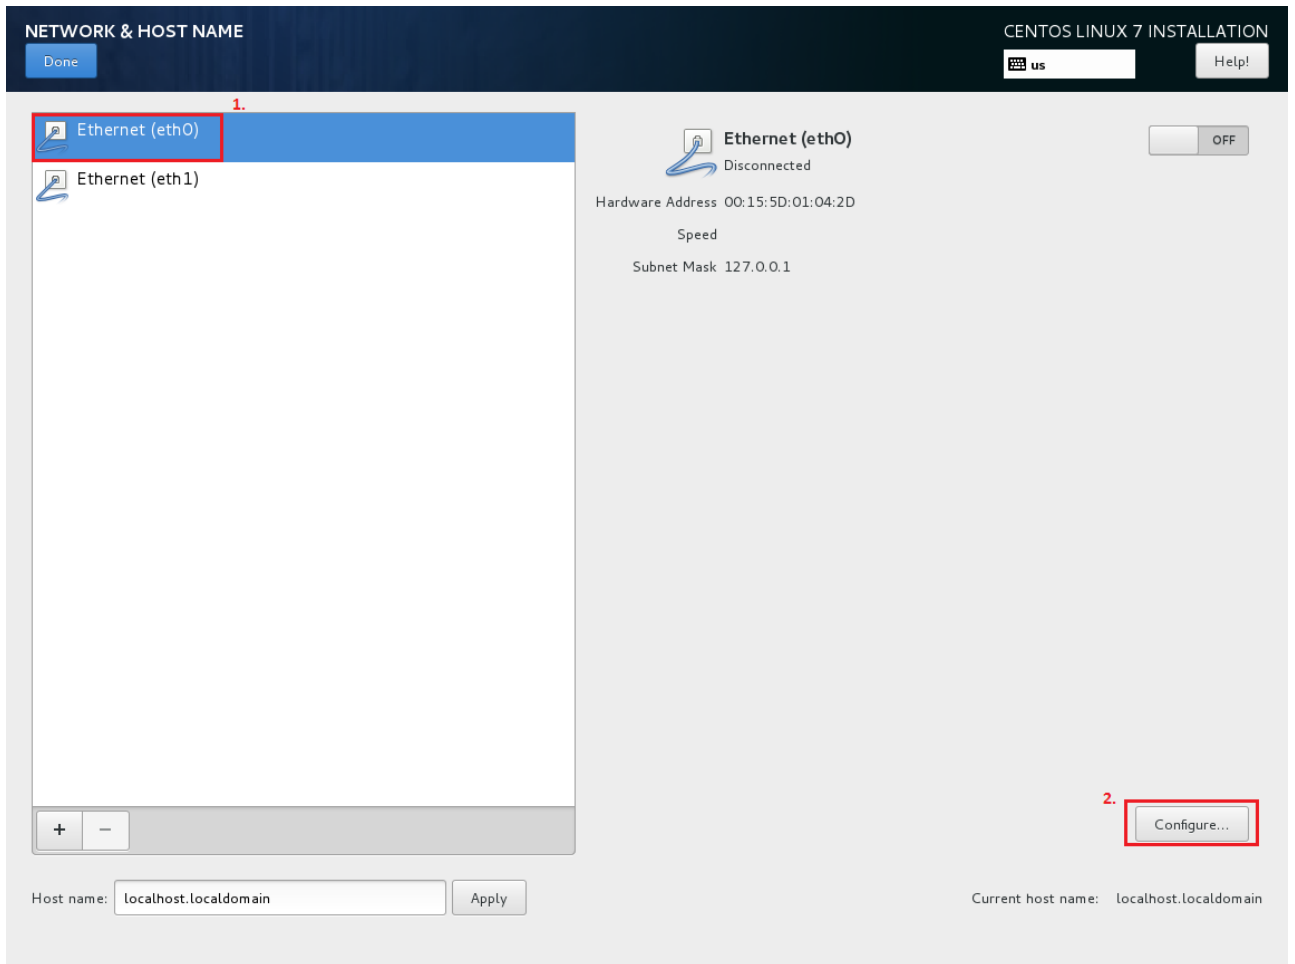 NETWORK & HOST NAME
CENTOS LINUX 7 INSTALLATION
Done
us
Help!
1.
Ethernet (eth0)
Ethernet (eth1)
Ethernet (eth0)
Disconnected
OFF
Hardware Address 00:15:5D:01:04:2D
Speed
Subnet Mask 127.0.0.1
2.
Configure...
+ −
Host name: localhost.localdomain Apply
Current host name: localhost.localdomain